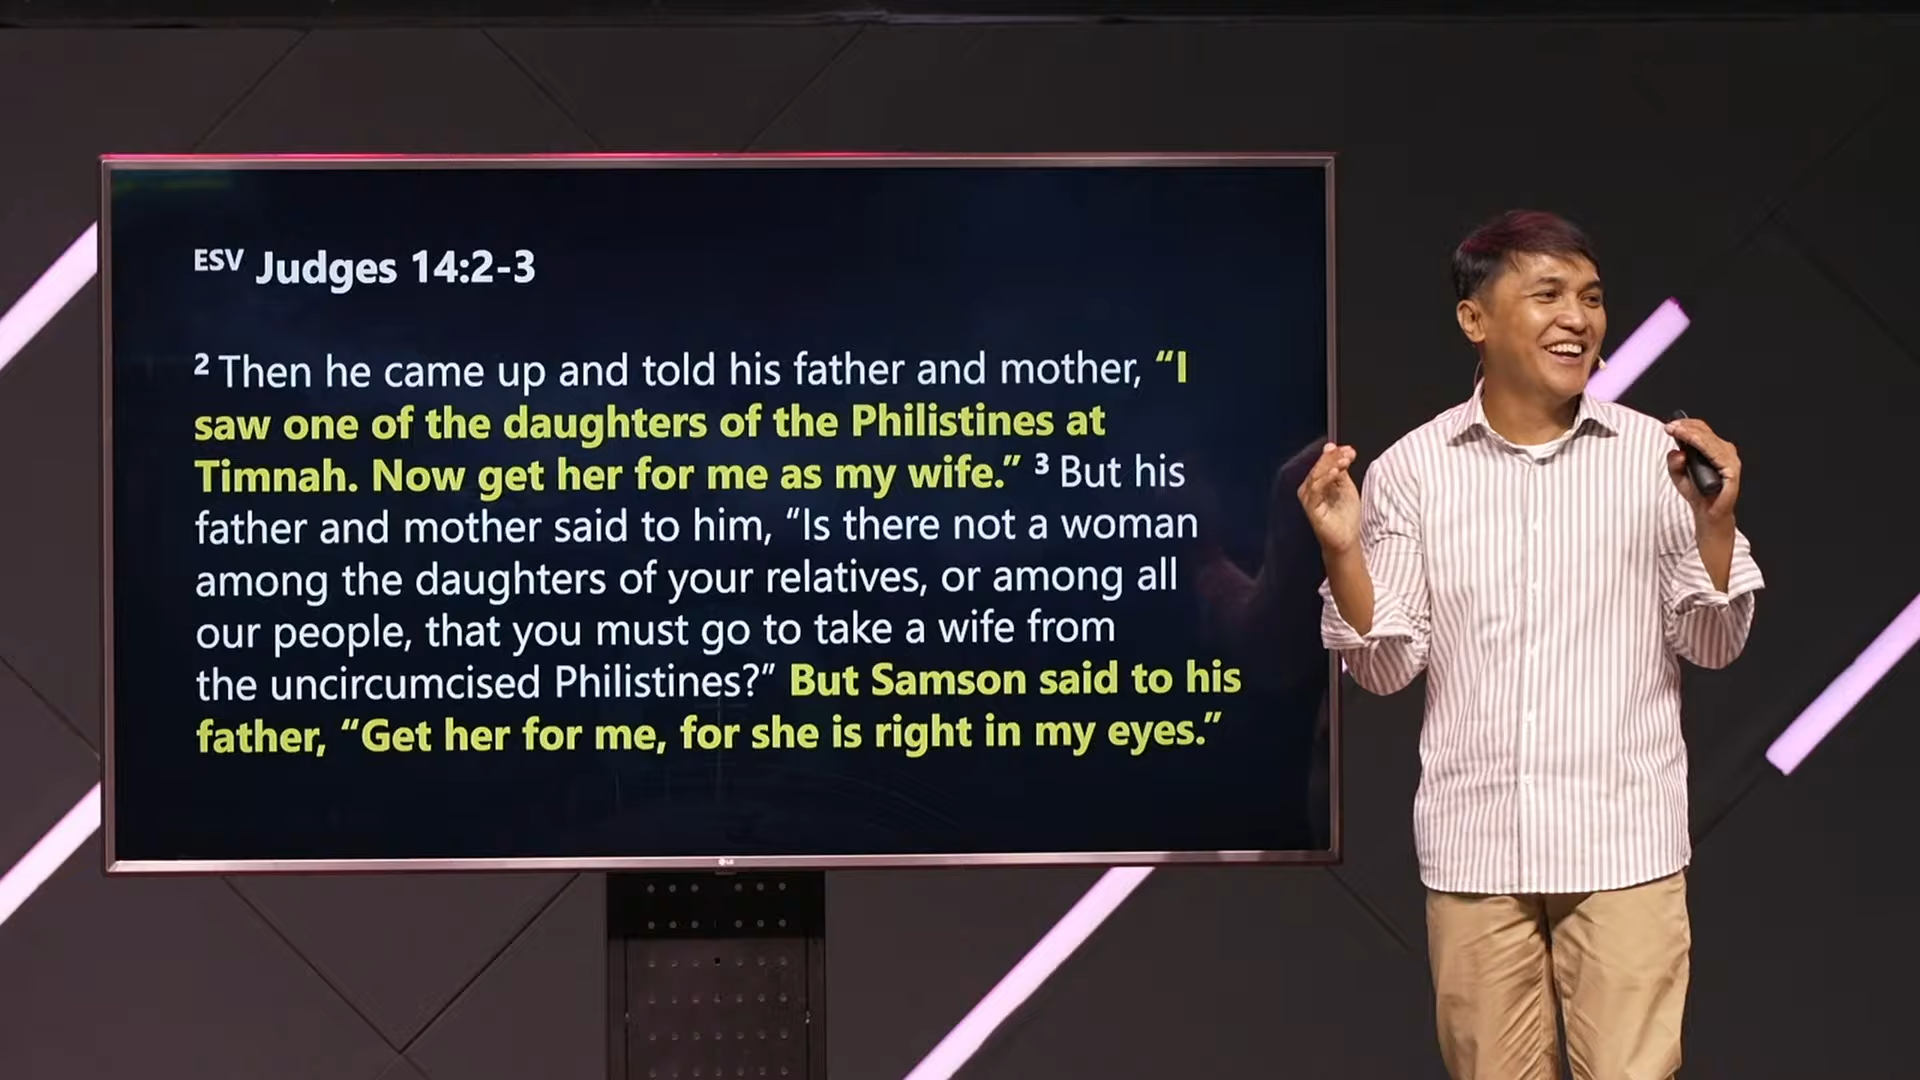 ESV Judges 14:2-3
2 Then he came up and told his father and mother, “I
saw one of the daughters of the Philistines at
Timnah. Now get her for me as my wife.” 3 But his
father and mother said to him, “Is there not a woman
among the daughters of your relatives, or among all
our people, that you must go to take a wife from
the uncircumcised Philistines?” But Samson said to his
father, “Get her for me, for she is right in my eyes.”
LG